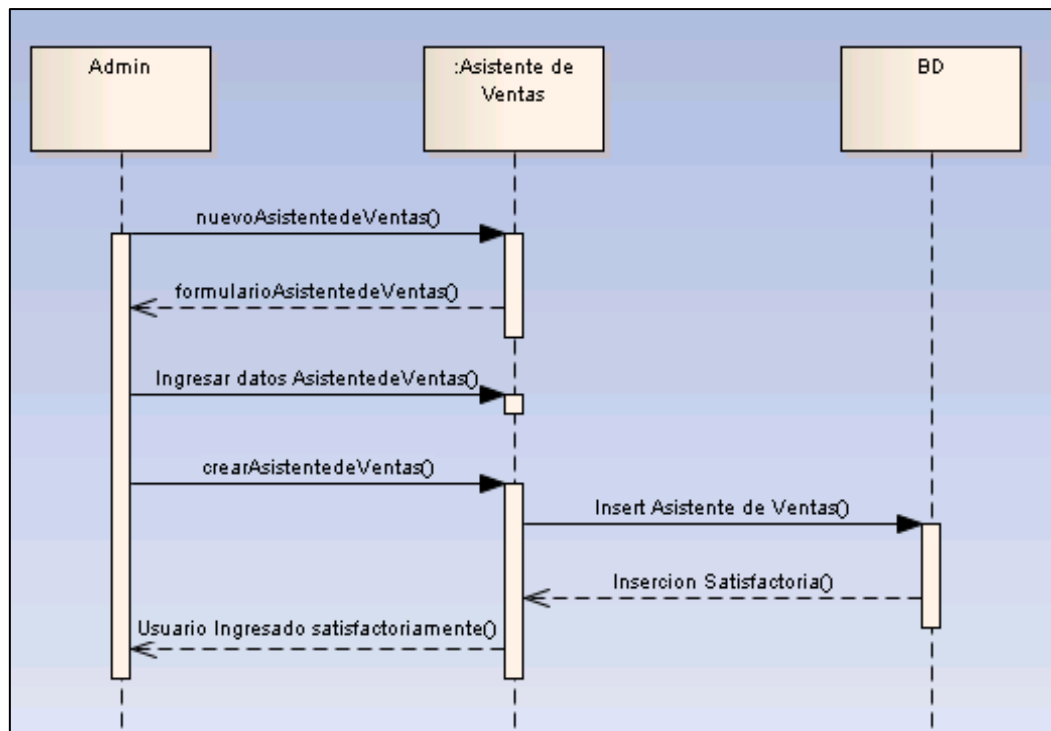 Admin
:Asistente de
Ventas
BD
nuevoAsistentedeVentas()
formularioAsistentedeVentas()
Ingresar datos AsistentedeVentas()
crearAsistentedeVentas()
Insert Asistente de Ventas()
Insercion Satisfactoria()
Usuario Ingresado satisfactoriamente()